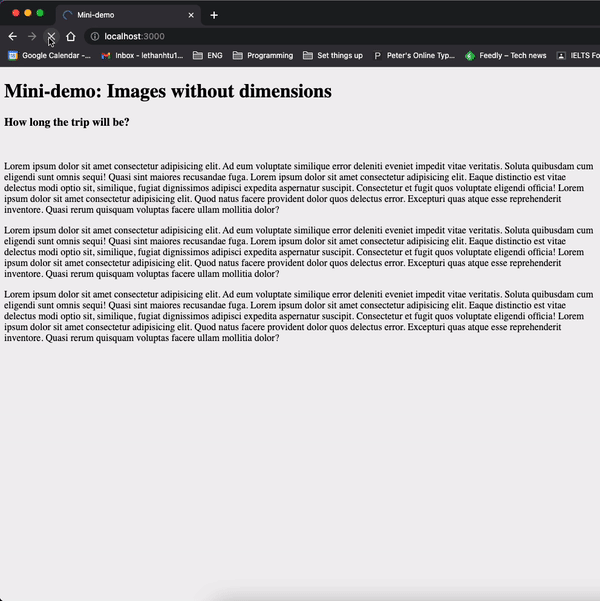 Mini-demo
localhost:3000
Google Calendar -...
Inbox - lethanhtu1...
ENG
Programming
Set things up
Peter's Online Typ...
Feedly – Tech news
IELTS Fo
Mini-demo: Images without dimensions
How long the trip will be?
Lorem ipsum dolor sit amet consectetur adipisicing elit. Ad eum voluptate similique error deleniti eveniet impedit vitae veritatis. Soluta quibusdam cum
eligendi sunt omnis sequi! Quas sint maiores recusandae fuga. Lorem ipsum dolor sit amet consectetur adipisicing elit. Eaque distinctio est vitae
delectus modi optio sit, similique, fugiat dignissimos adipisci expedita aspernatur suscipit. Consectetur et fugit quos voluptate eligendi officia! Lorem
ipsum dolor sit amet consectetur adipisicing elit. Quod natus facere provident dolor quos delectus error. Excepturi quas atque esse reprehenderit
inventore. Quasi rerum quisquam voluptas facere ullam mollitia dolor?
Lorem ipsum dolor sit amet consectetur adipisicing elit. Ad eum voluptate similique error deleniti eveniet impedit vitae veritatis. Soluta quibusdam cum
eligendi sunt omnis sequi! Quasi sint maiores recusandae fuga. Lorem ipsum dolor sit amet consectetur adipisicing elit. Eaque distinctio est vitae
delectus modi optio sit, similique, fugiat dignissimos adipisci expedita aspernatur suscipit. Consectetur et fugit quos voluptate eligendi officia! Lorem
ipsum dolor sit amet consectetur adipisicing elit. Quod natus facere provident dolor quos delectus error. Excepturi quas atque esse reprehenderit
inventore. Quasi rerum quisquam voluptas facere ullam mollitia dolor?
Lorem ipsum dolor sit amet consectetur adipisicing elit. Ad eum voluptate similique error deleniti eveniet impedit vitae veritatis. Soluta quibusdam cum
eligendi sunt omnis sequi! Quasi sint maiores recusandae fuga. Lorem ipsum dolor sit amet consectetur adipisicing elit. Eaque distinctio est vitae
delectus modi optio sit, similique, fugiat dignissimos adipisci expedita aspernatur suscipit. Consectetur et fugit quos voluptate eligendi officia! Lorem
ipsum dolor sit amet consectetur adipisicing elit. Quod natus facere provident dolor quos delectus error. Excepturi quas atque esse reprehenderit
inventore. Quasi rerum quisquam voluptas facere ullam mollitia dolor?